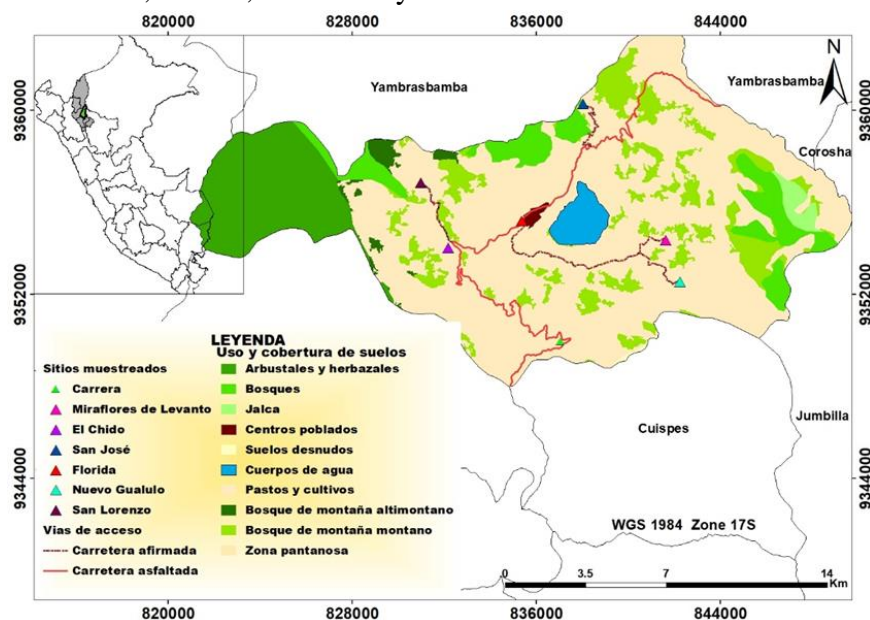 820000 828000 836000 844000
N
Yambrasbamba
Yambrasbamba
9360000
9360000
Corosha
9352000
9352000
LEYENDA
Uso y cobertura de suelos
Sitios muestreados
Carrera
Miraflores de Levanto
El Chido
San José
Florida
Nuevo Gualulo
San Lorenzo
Vias de acceso
Carretera afirmada
Carretera asfaltada
Arbustales y herbazales
Bosques
Jalca
Centros poblados
Suelos desnudos
Cuerpos de agua
Pastos y cultivos
Bosque de montaña altimontano
Bosque de montaña montano
Zona pantanosa
Jumbilla
Cuispes
9344000
9344000
WGS 1984 Zone 17S
0 3.5 7 14
Km
820000 828000 836000 844000